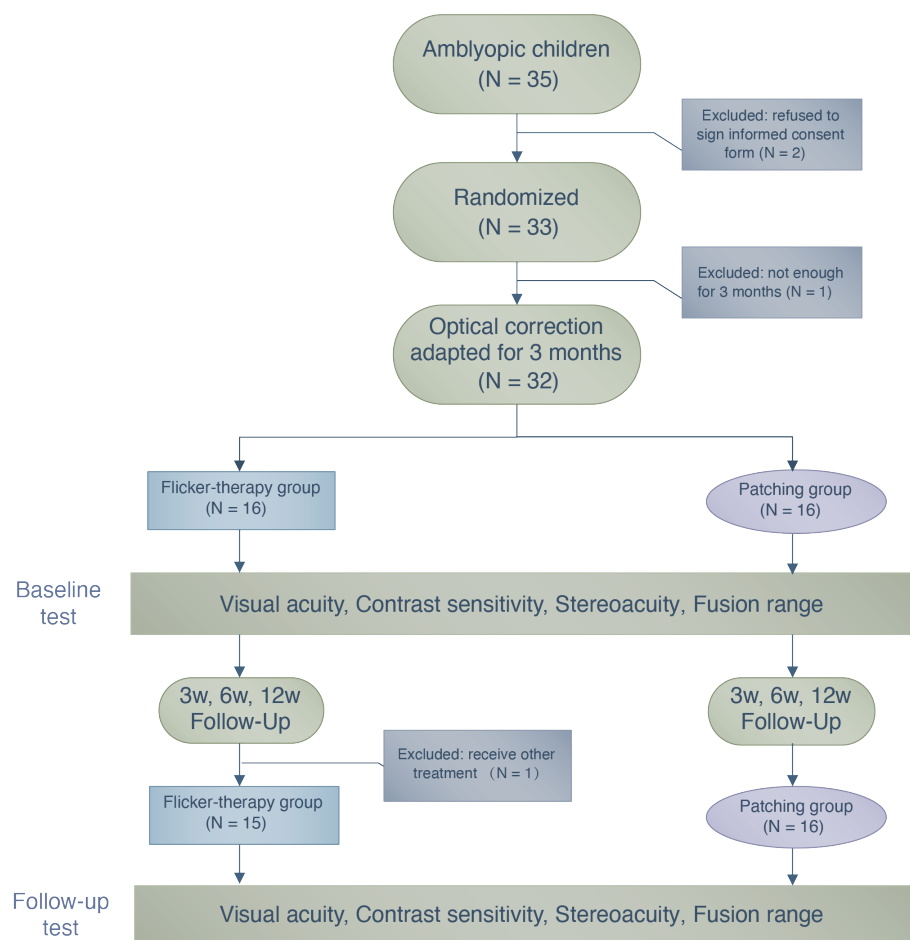 Amblyopic children
(N = 35)
Excluded: refused to
sign informed consent
form (N = 2)
Randomized
(N = 33)
Excluded: not enough
for 3 months (N = 1)
Optical correction
adapted for 3 months
(N = 32)
Flicker-therapy group
(N = 16)
Patching group
(N = 16)
Baseline
test
Visual acuity, Contrast sensitivity, Stereoacuity, Fusion range
3w, 6w, 12w
Follow-Up
3w, 6w, 12w
Follow-Up
Excluded: receive other
treatment （N = 1）
Flicker-therapy group
(N = 15)
Patching group
(N = 16)
Follow-up
test
Visual acuity, Contrast sensitivity, Stereoacuity, Fusion range